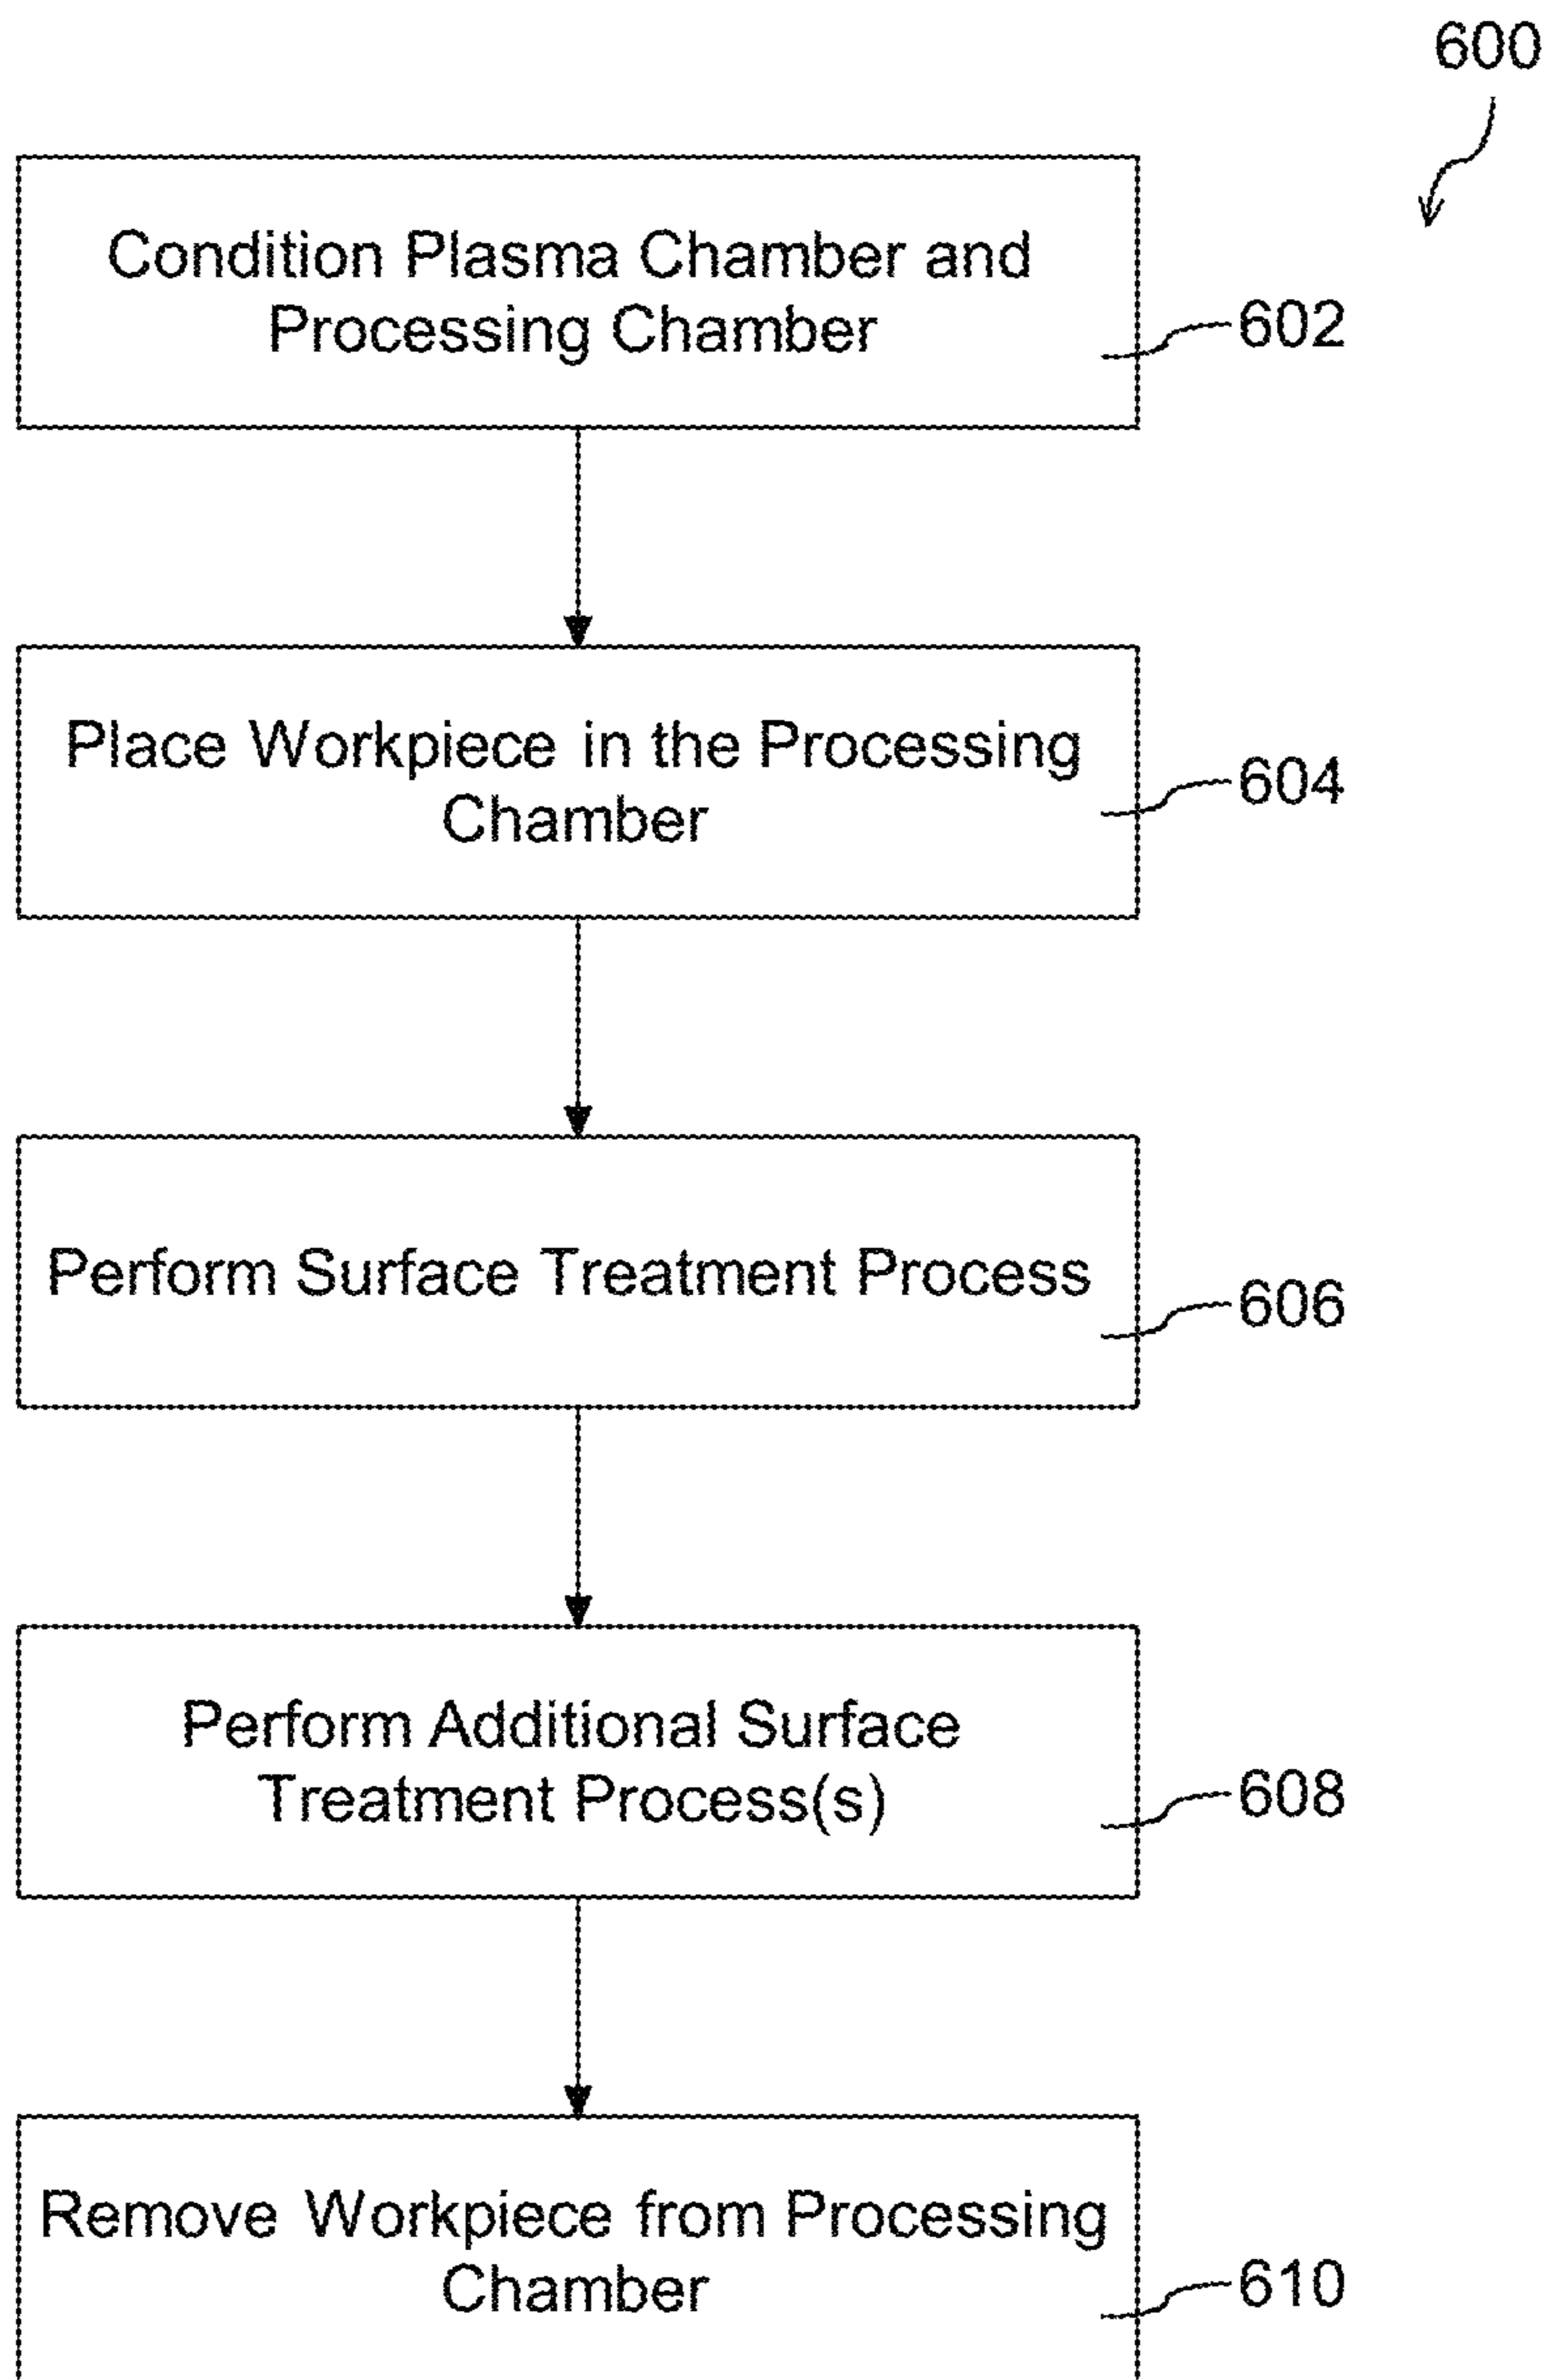 600
Condition Plasma Chamber and
Processing Chamber
602
Place Workpiece in the Processing
Chamber
604
Perform Surface Treatment Process
606
Perform Additional Surface
Treatment Process(s)
608
Remove Workpiece from Processing
Chamber
610